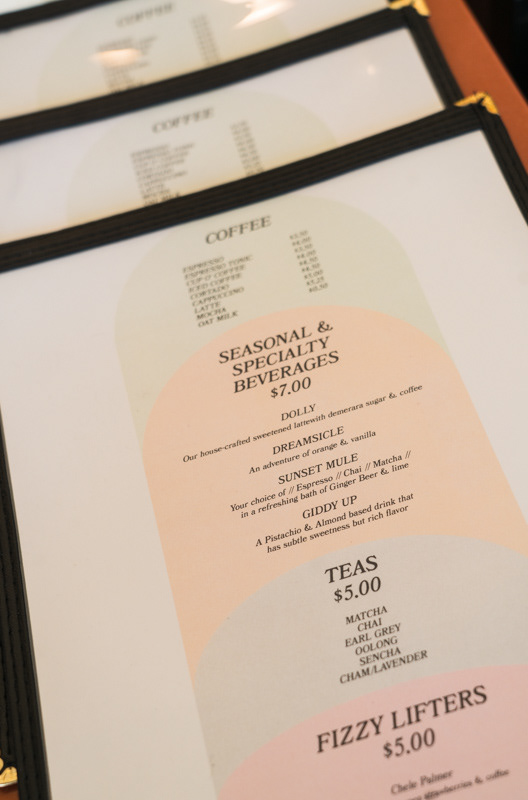 COFFEE
COFFEE
COFFEE
ESPRESSO
ESPRESSO TONIC
CUP O' COFFEE
ICED COFFEE
CORTADO
CAPPUCCINO
LATTE
MOCHA
OAT MILK
SEASONAL &
SPECIALTY
BEVERAGES
$7.00
DOLLY
Our house-crafted sweetened lattewith demerara sugar & coffee
DREAMSICLE
An adventure of orange & vanilla
SUNSET MULE
Your choice of // Espresso // Chai // Matcha //
in a refreshing bath of Ginger Beer & lime
GIDDY UP
A Pistachio & Almond based drink that
has subtle sweetness but rich flavor
TEAS
$5.00
MATCHA
CHAI
EARL GREY
OOLONG
SENCHA
CHAM/LAVENDER
FIZZY LIFTERS
$5.00
Chele Palmer
strawberries & coffee